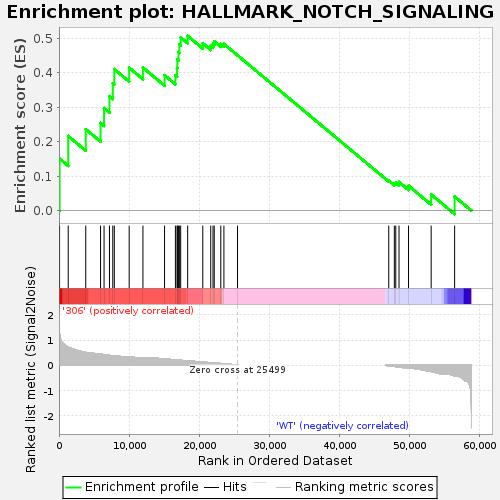 Enrichment plot: HALLMARK_NOTCH_SIGNALING
Enrichment score (ES)
0.5
0.4
0.3
0.2
0.1
0.0
'306' (positively correlated)
Ranked list metric (Signal2Noise)
2
1
0
-1
-2
Zero cross at 25499
'WT' (negatively correlated)
0
10,000
20,000
30,000
40,000
50,000
60,000
Rank in Ordered Dataset
Enrichment profile
Hits
Ranking metric scores